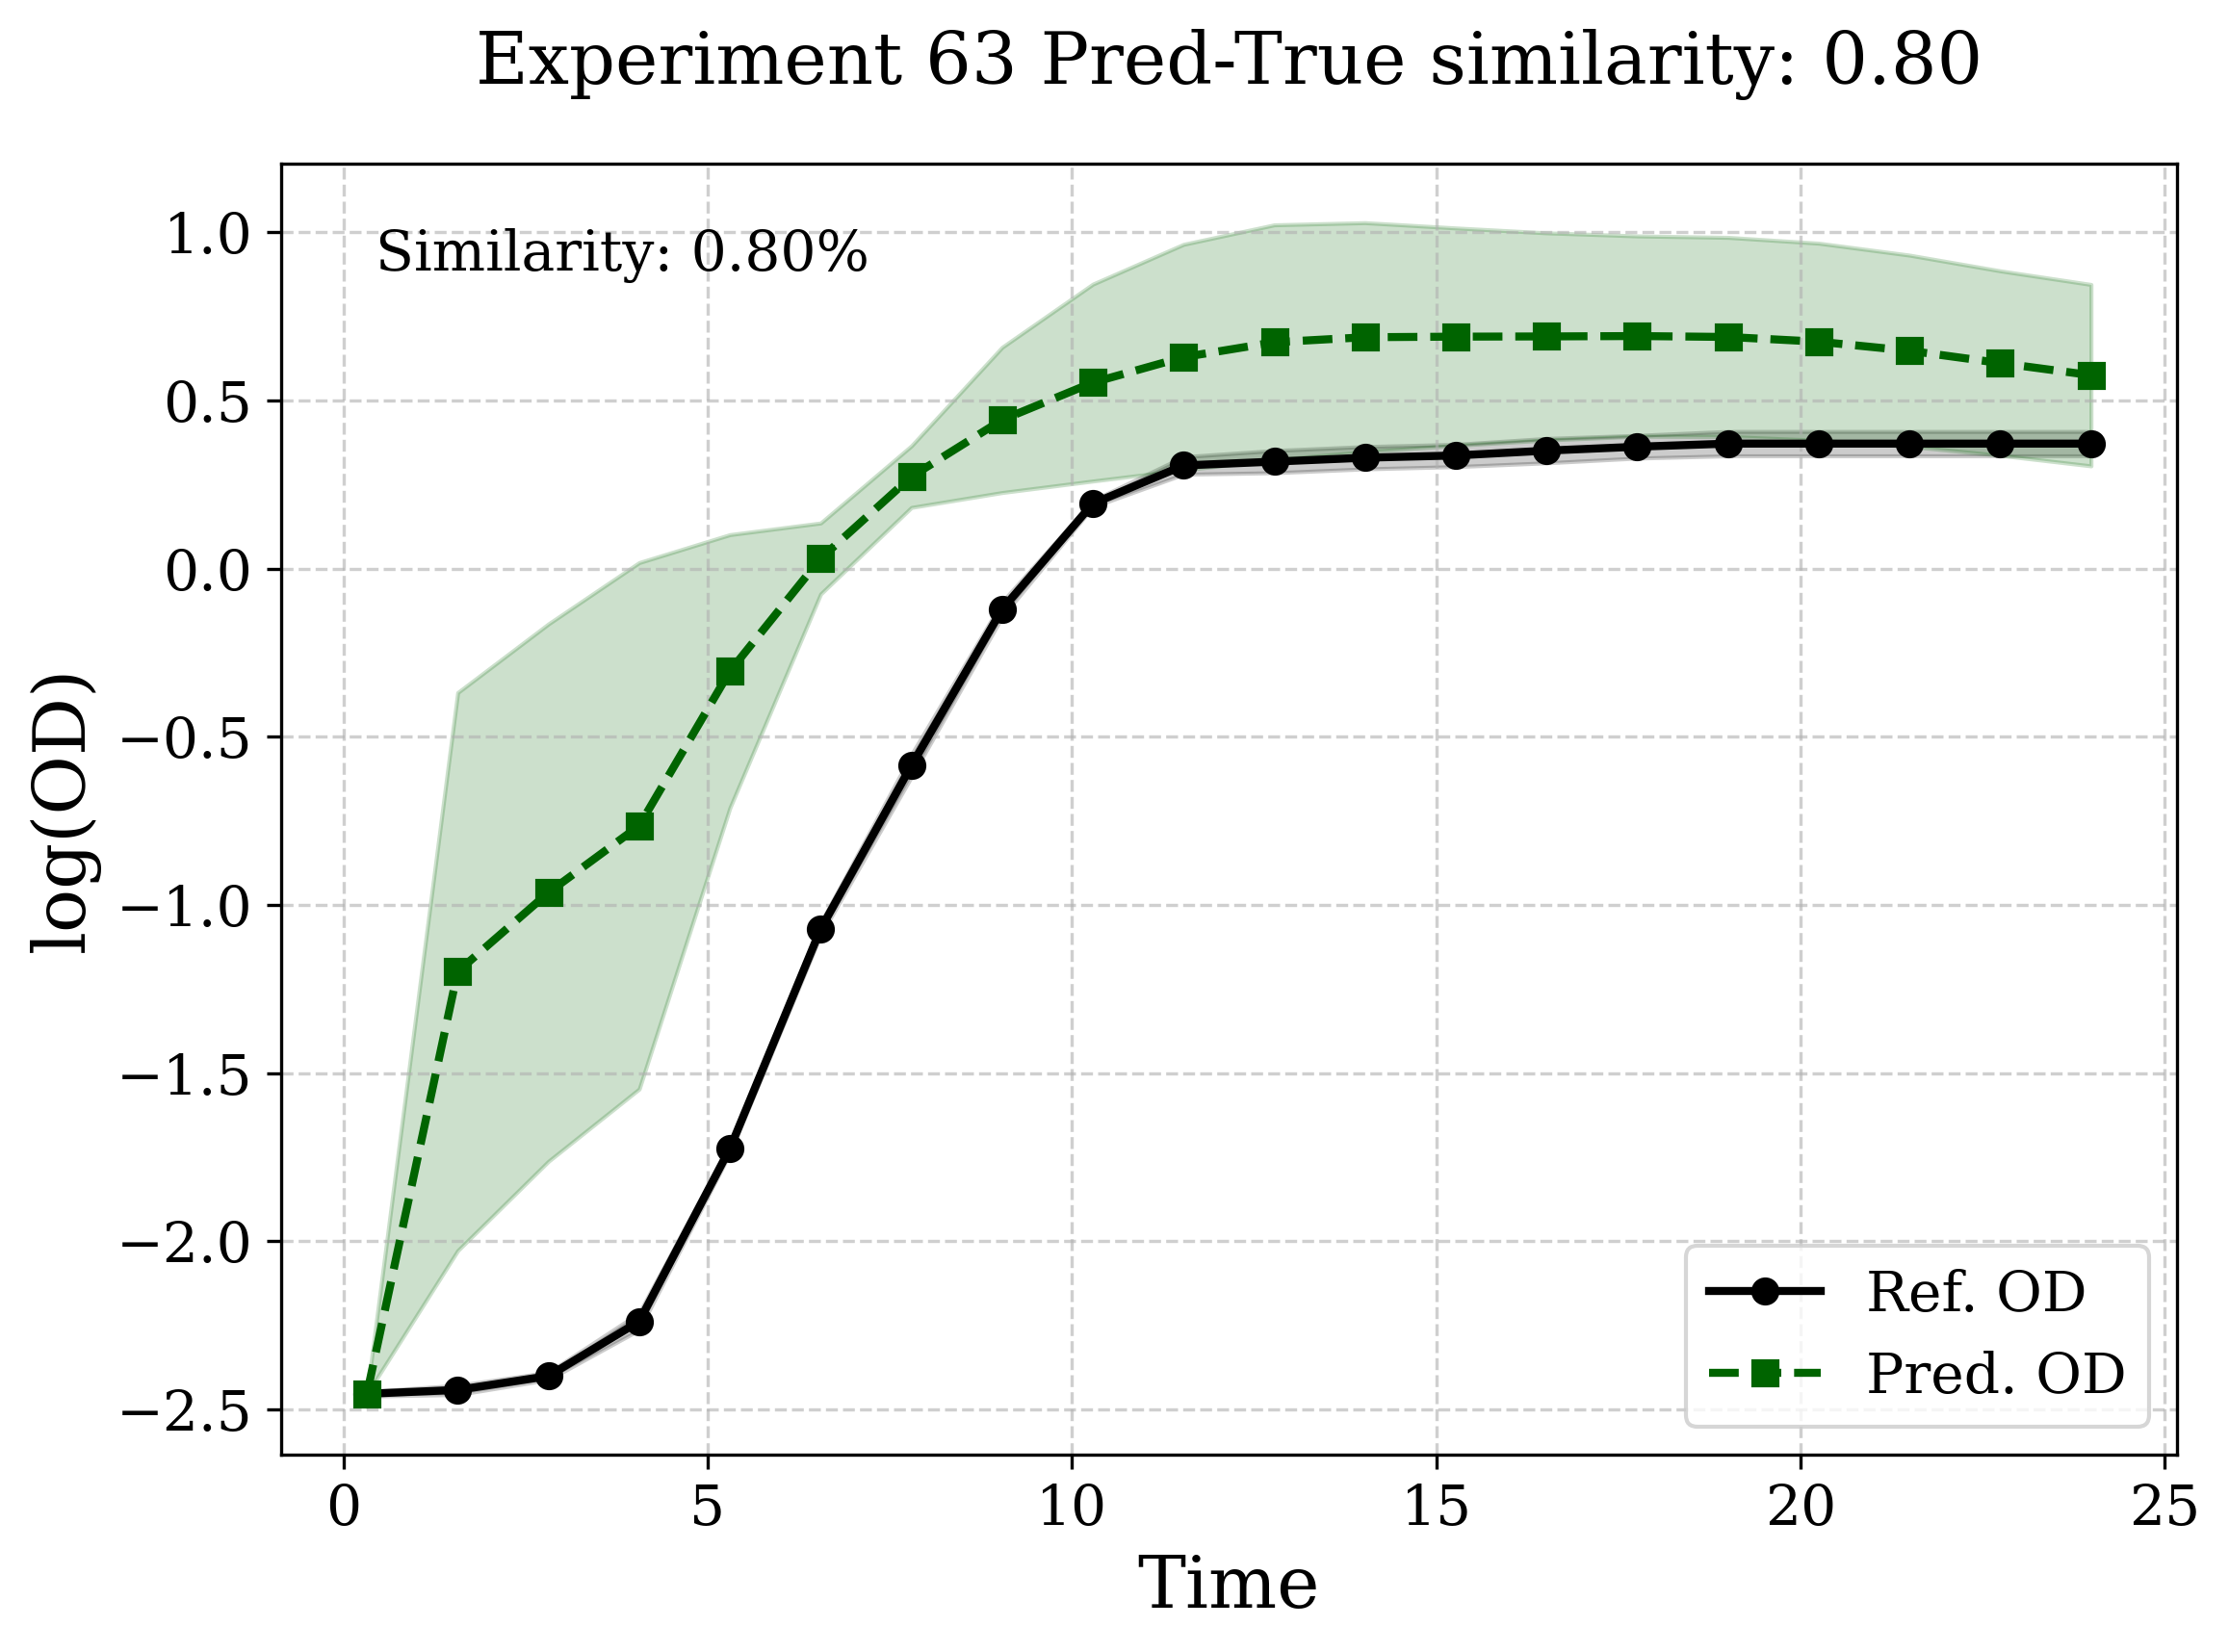 Experiment 63 Pred-True similarity: 0.80
Similarity: 0.80%
log(OD)
1.0
0.5
0.0
−0.5
−1.0
−1.5
−2.0
−2.5
Ref. OD
Pred. OD
0 5 10 15 20 25
Time